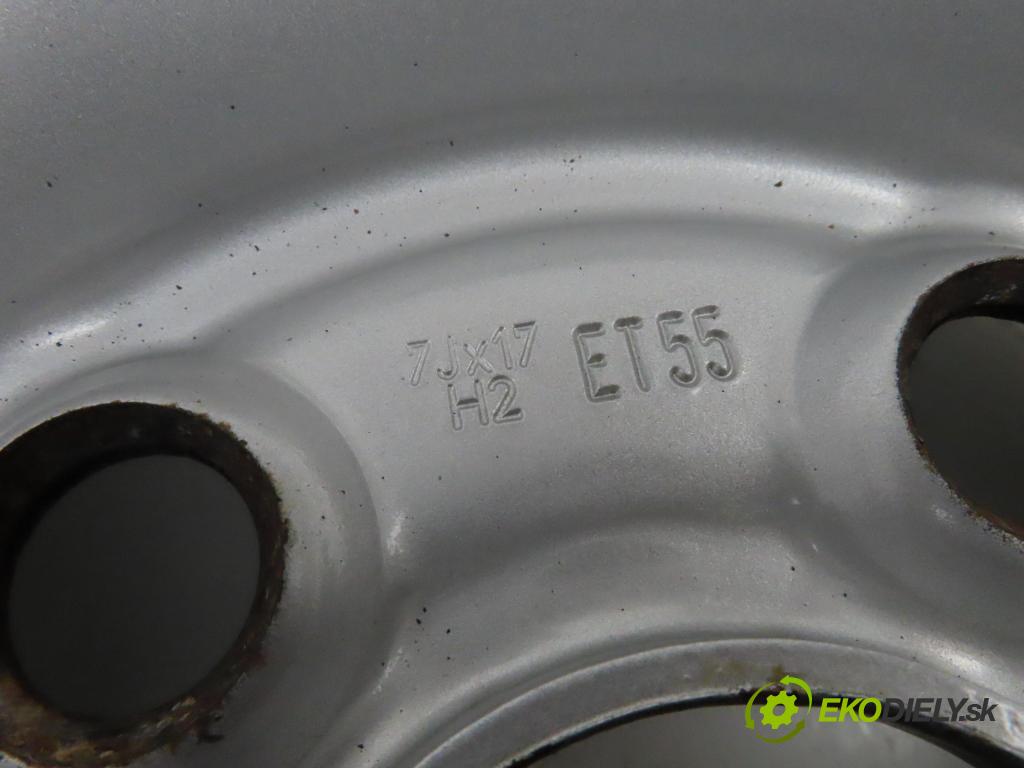 7Jx17 ET55
H2
EKODIELY.sk